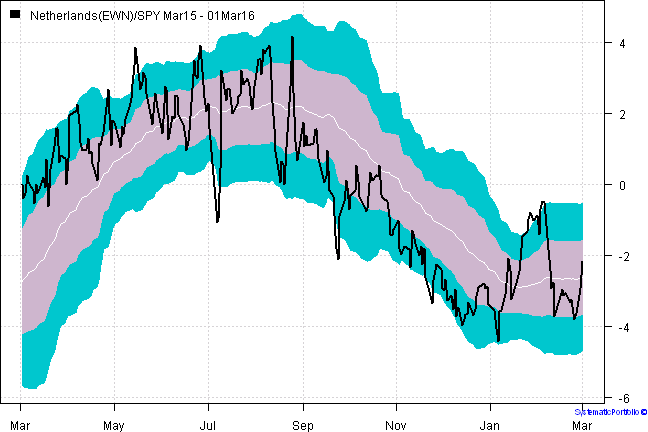 Netherlands(EWN)/SPY Mar15 - 01Mar16
4
2
0
-2
-4
-6
SystematicPortfolio ©
Mar May Jul Sep Nov Jan Mar